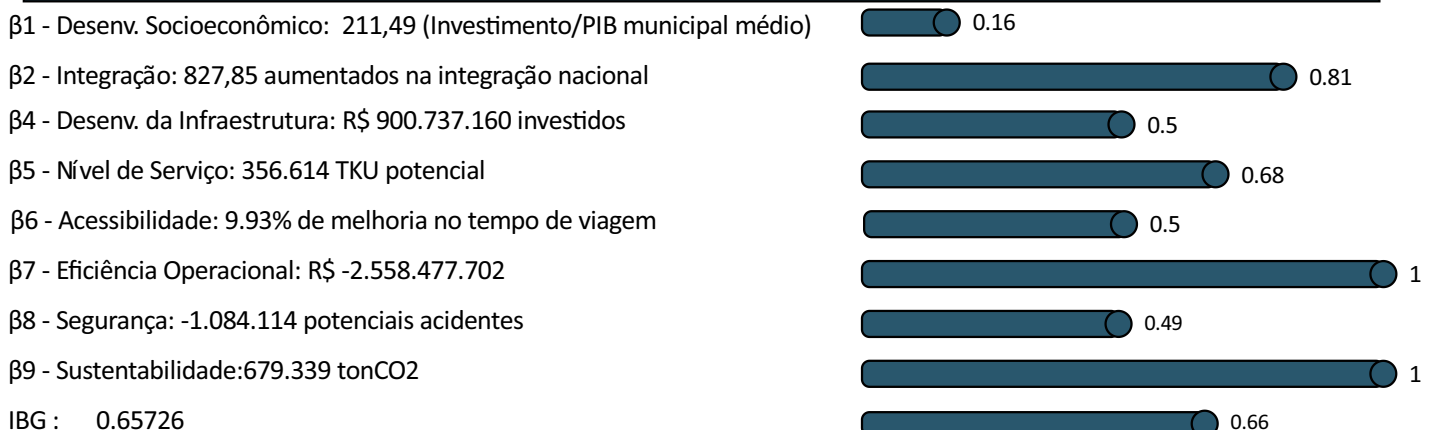 β1 - Desenv. Socioeconômico: 211,49 (Investimento/PIB municipal médio) 0.16
β2 - Integração: 827,85 aumentados na integração nacional 0.81
β4 - Desenv. da Infraestrutura: R$ 900.737.160 investidos 0.5
β5 - Nível de Serviço: 356.614 TKU potencial 0.68
β6 - Acessibilidade: 9.93% de melhoria no tempo de viagem 0.5
β7 - Eficiência Operacional: R$ -2.558.477.702 1
β8 - Segurança: -1.084.114 potenciais acidentes 0.49
β9 - Sustentabilidade:679.339 tonCO2 1
IBG : 0.65726 0.66